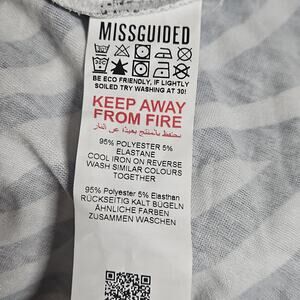 MISSGUIDED
BE ECO FRIENDLY, IF LIGHTLY
SOILED TRY WASHING AT 30!
KEEP AWAY
FROM FIRE
يحتفظ بالمنتج بعيدًا عن النار
95% POLYESTER 5%
ELASTANE
COOL IRON ON REVERSE
WASH SIMILAR COLOURS
TOGETHER
95% Polyester 5% Elasthan
RÜCKSEITIG KALT BÜGELN
ÄHNLICHE FARBEN
ZUSAMMEN WASCHEN